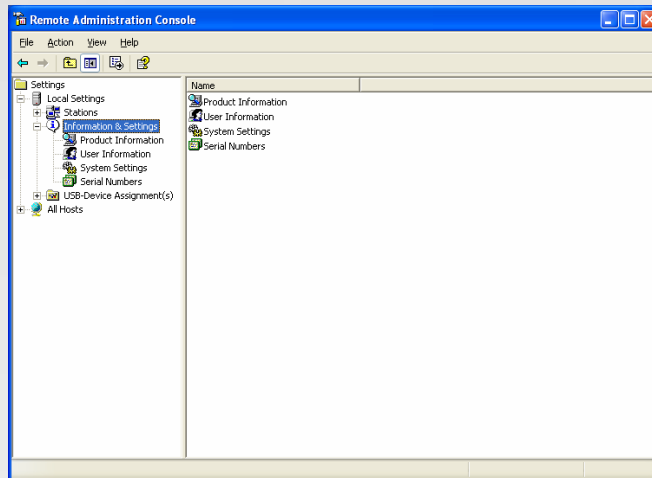 Remote Administration Console
File Action View Help
Settings
Local Settings
Stations
Information & Settings
Product Information
User Information
System Settings
Serial Numbers
USB-Device Assignment(s)
All Hosts
Name
Product Information
User Information
System Settings
Serial Numbers